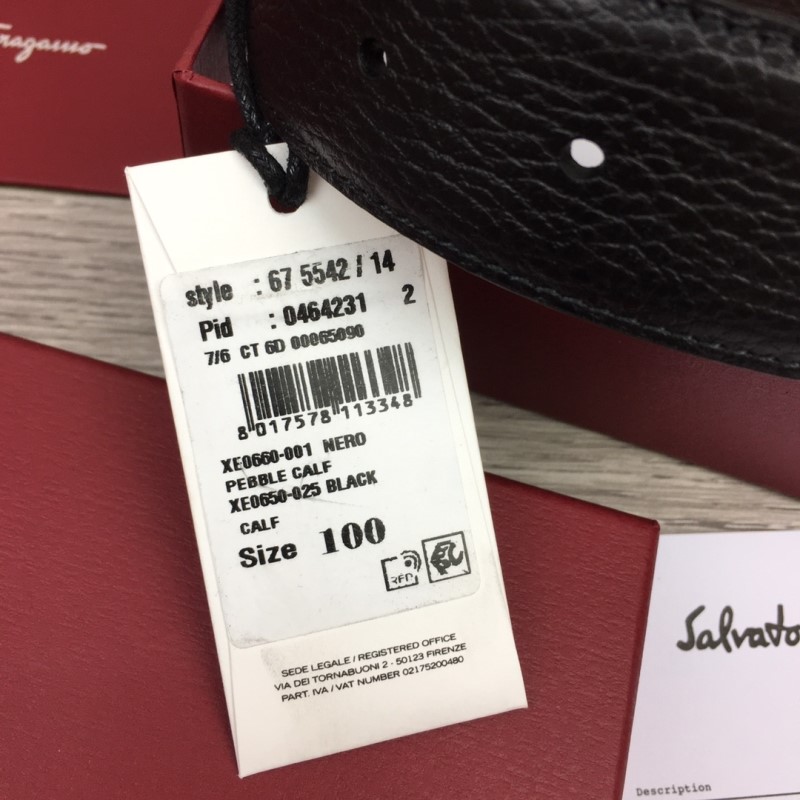 style : 67 5542 / 14
Pid : 0464231 2
7/6 CT 6D 00065090
8 017578 113348
XE0660-001 NERO
PEBBLE CALF
XE0650-025 BLACK
CALF
Size 100
RFID
SEDE LEGALE / REGISTERED OFFICE
VIA DEI TORNABUONI 2 - 50123 FIRENZE
PART. IVA / VAT NUMBER 02175200480
Salvato
Description